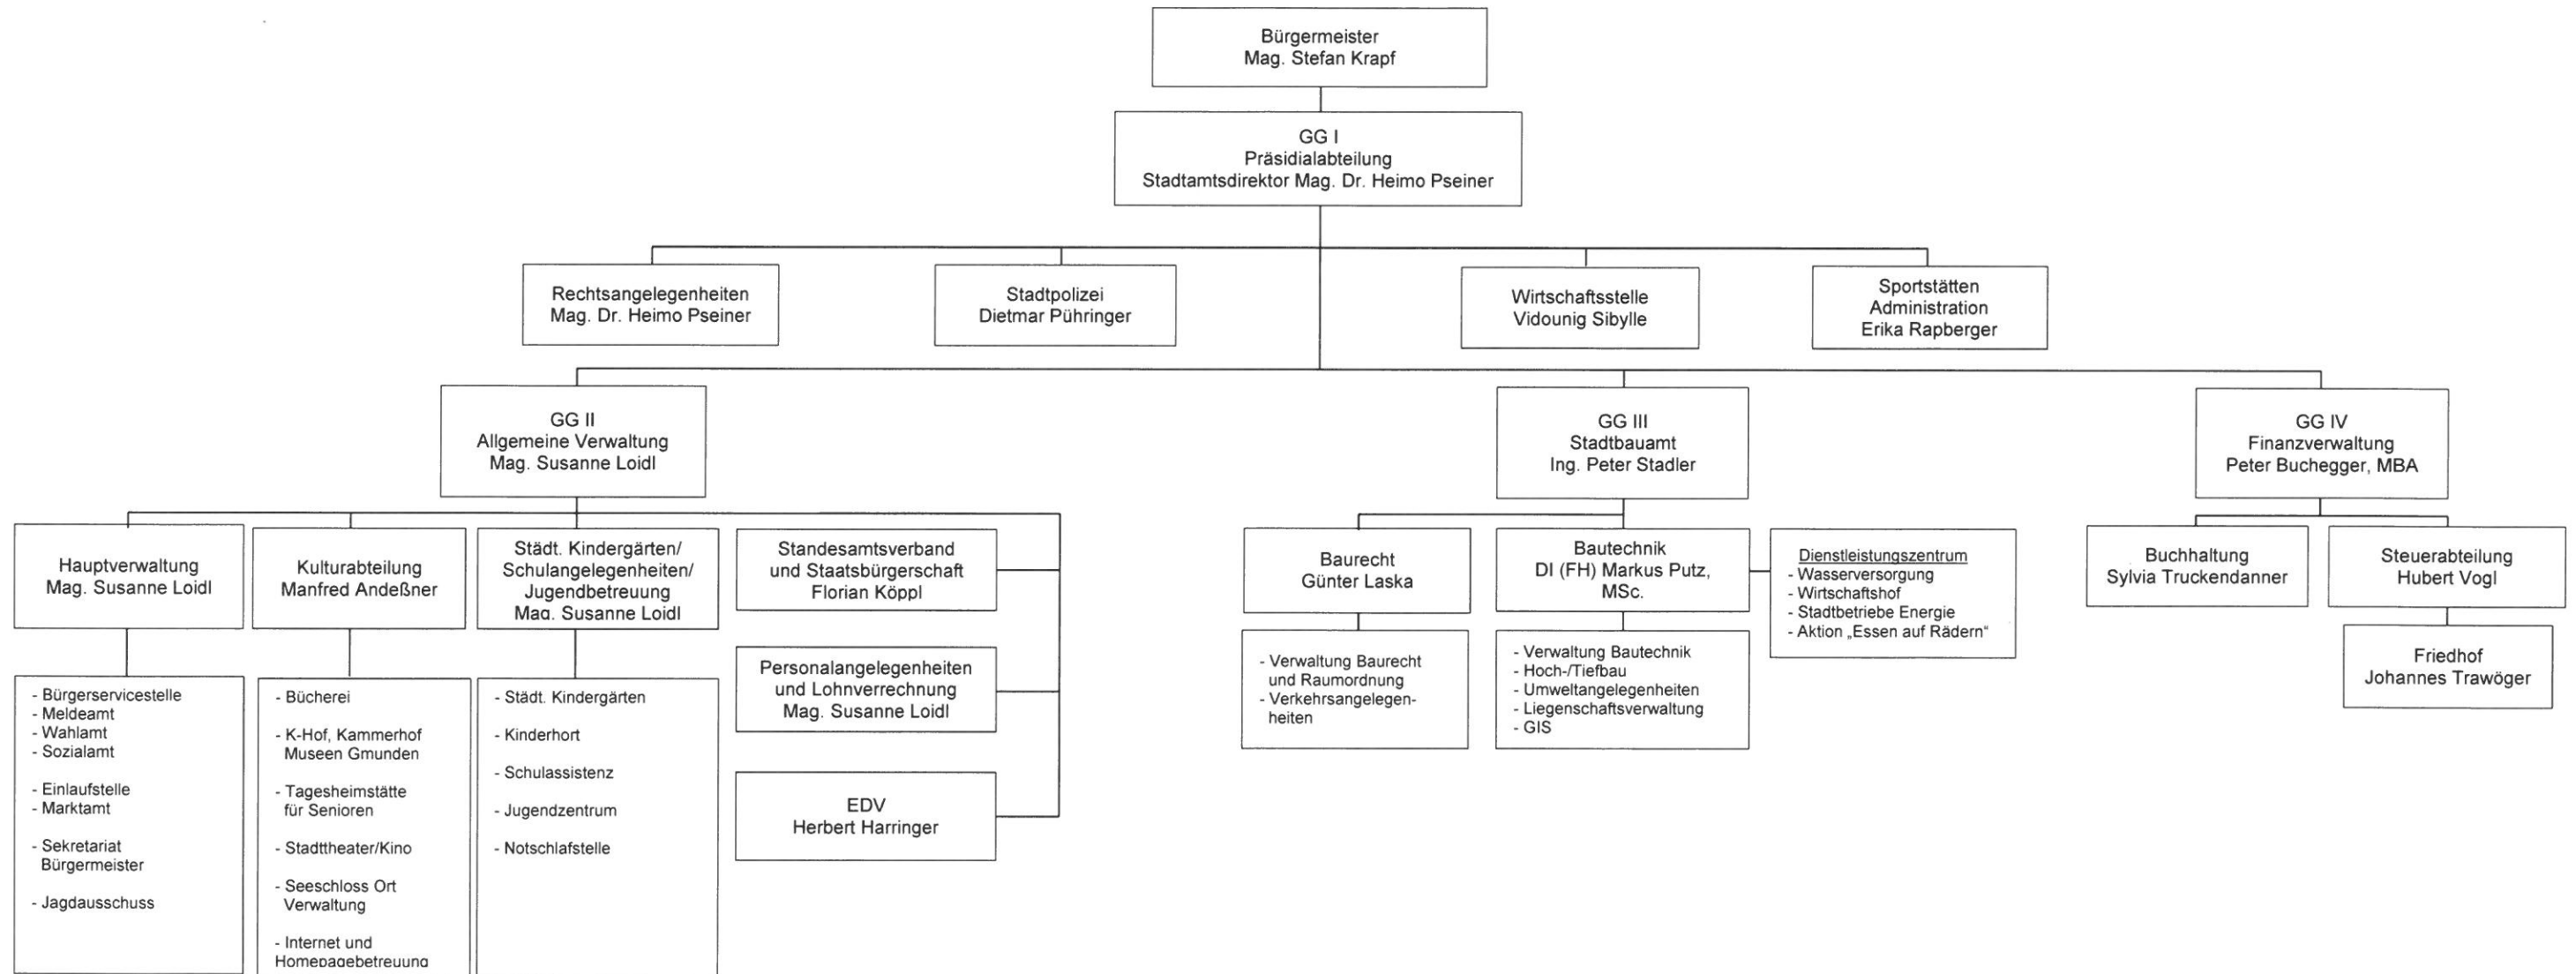 Bürgermeister
Mag. Stefan Krapf
GG I
Präsidialabteilung
Stadtamtsdirektor Mag. Dr. Heimo Pseiner
Rechtsangelegenheiten
Mag. Dr. Heimo Pseiner
Stadtpolizei
Dietmar Pühringer
Wirtschaftsstelle
Vidounig Sibylle
Sportstätten
Administration
Erika Rapberger
GG II
Allgemeine Verwaltung
Mag. Susanne Loidl
GG III
Stadtbauamt
Ing. Peter Stadler
GG IV
Finanzverwaltung
Peter Buchegger, MBA
Hauptverwaltung
Mag. Susanne Loidl
Kulturabteilung
Manfred Andeßner
Städt. Kindergärten/
Schulangelegenheiten/
Jugendbetreuung
Mag. Susanne Loidl
Standesamtsverband
und Staatsbürgerschaft
Florian Köppl
Personalangelegenheiten
und Lohnverrechnung
Mag. Susanne Loidl
EDV
Herbert Harringer
Baurecht
Günter Laska
Bautechnik
DI (FH) Markus Putz,
MSc.
Dienstleistungszentrum
- Wasserversorgung
- Wirtschaftshof
- Stadtbetriebe Energie
- Aktion „Essen auf Rädern“
Buchhaltung
Sylvia Truckendanner
Steuerabteilung
Hubert Vogl
Friedhof
Johannes Trawöger
- Bürgerservicestelle
- Meldeamt
- Wahlamt
- Sozialamt
- Einlaufstelle
- Marktamt
- Sekretariat
Bürgermeister
- Jagdausschuss
- Bücherei
- K-Hof, Kammerhof
Museen Gmunden
- Tagesheimstätte
für Senioren
- Stadttheater/Kino
- Seeschloss Ort
Verwaltung
- Internet und
Homepagebetreuung
- Städt. Kindergärten
- Kinderhort
- Schulassistenz
- Jugendzentrum
- Notschlafstelle
- Verwaltung Baurecht
und Raumordnung
- Verkehrsangelegen-
heiten
- Verwaltung Bautechnik
- Hoch-/Tiefbau
- Umweltangelegenheiten
- Liegenschaftsverwaltung
- GIS